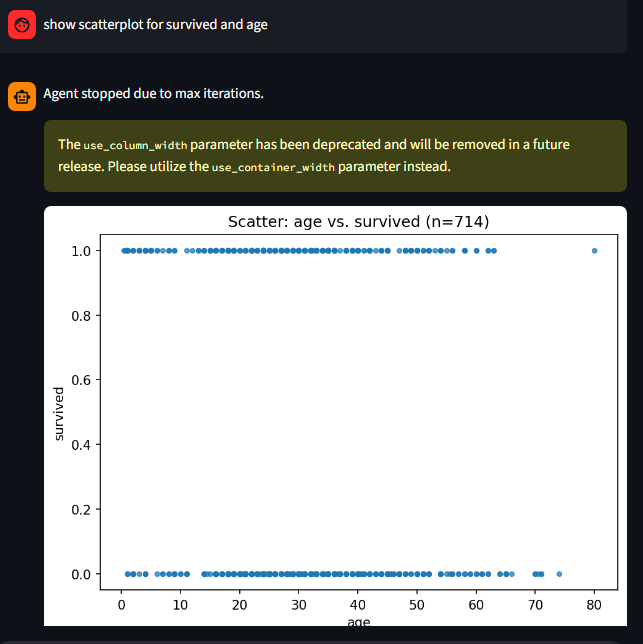 show scatterplot for survived and age
Agent stopped due to max iterations.
The use_column_width parameter has been deprecated and will be removed in a future
release. Please utilize the use_container_width parameter instead.
Scatter: age vs. survived (n=714)
1.0
0.8
0.6
survived
0.4
0.2
0.0
0 10 20 30 40 50 60 70 80
age